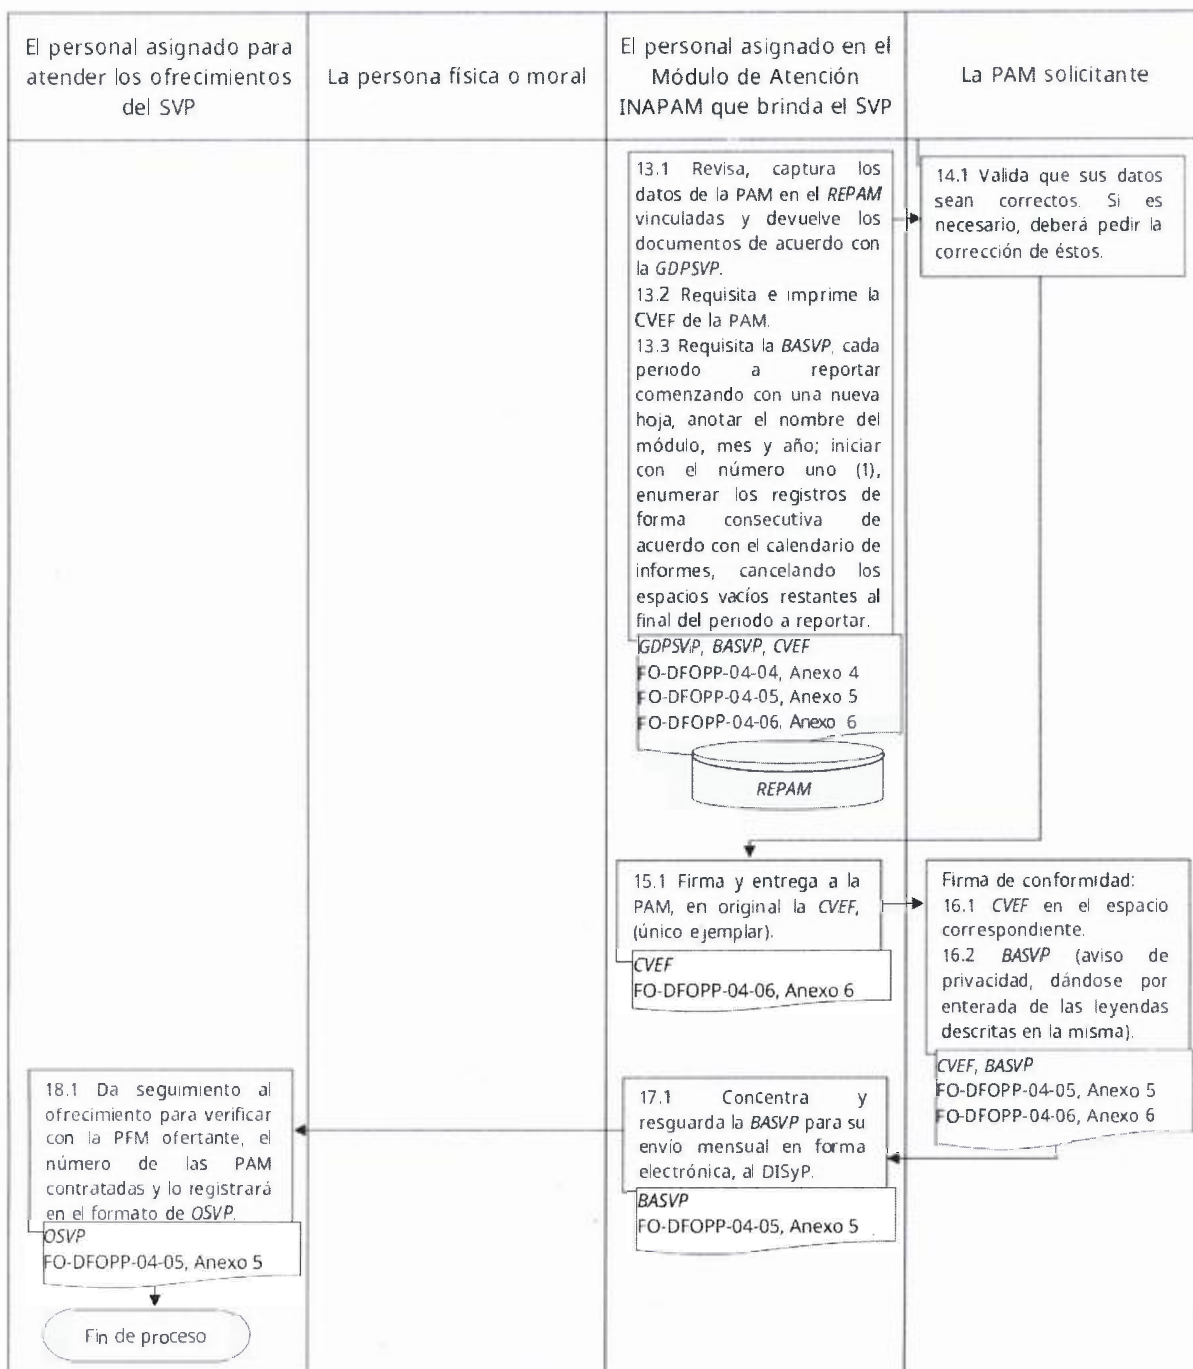 El personal asignado para
atender los ofrecimientos
del SVP
La persona física o moral
El personal asignado en el
Módulo de Atención
INAPAM que brinda el SVP
La PAM solicitante
13.1 Revisa, captura los
datos de la PAM en el REPAM
vinculadas y devuelve los
documentos de acuerdo con
la GDPSVP.
13.2 Requisita e imprime la
CVEF de la PAM.
13.3 Requisita la BASVP, cada
periodo a reportar
comenzando con una nueva
hoja, anotar el nombre del
módulo, mes y año; iniciar
con el número uno (1),
enumerar los registros de
forma consecutiva de
acuerdo con el calendario de
informes, cancelando los
espacios vacíos restantes al
final del periodo a reportar.
GDPSVP, BASVP, CVEF
FO-DFOPP-04-04, Anexo 4
FO-DFOPP-04-05, Anexo 5
FO-DFOPP-04-06, Anexo 6
REPAM
14.1 Valida que sus datos
sean correctos. Si es
necesario, deberá pedir la
corrección de éstos.
15.1 Firma y entrega a la
PAM, en original la CVEF,
(único ejemplar).
CVEF
FO-DFOPP-04-06, Anexo 6
Firma de conformidad:
16.1 CVEF en el espacio
correspondiente.
16.2 BASVP (aviso de
privacidad, dándose por
enterada de las leyendas
descritas en la misma).
CVEF, BASVP
FO-DFOPP-04-05, Anexo 5
FO-DFOPP-04-06, Anexo 6
17.1 Concentra y
resguarda la BASVP para su
envío mensual en forma
electrónica, al DISyP.
BASVP
FO-DFOPP-04-05, Anexo 5
18.1 Da seguimiento al
ofrecimiento para verificar
con la PFM ofertante, el
número de las PAM
contratadas y lo registrará
en el formato de OSVP.
OSVP
FO-DFOPP-04-05, Anexo 5
Fin de proceso